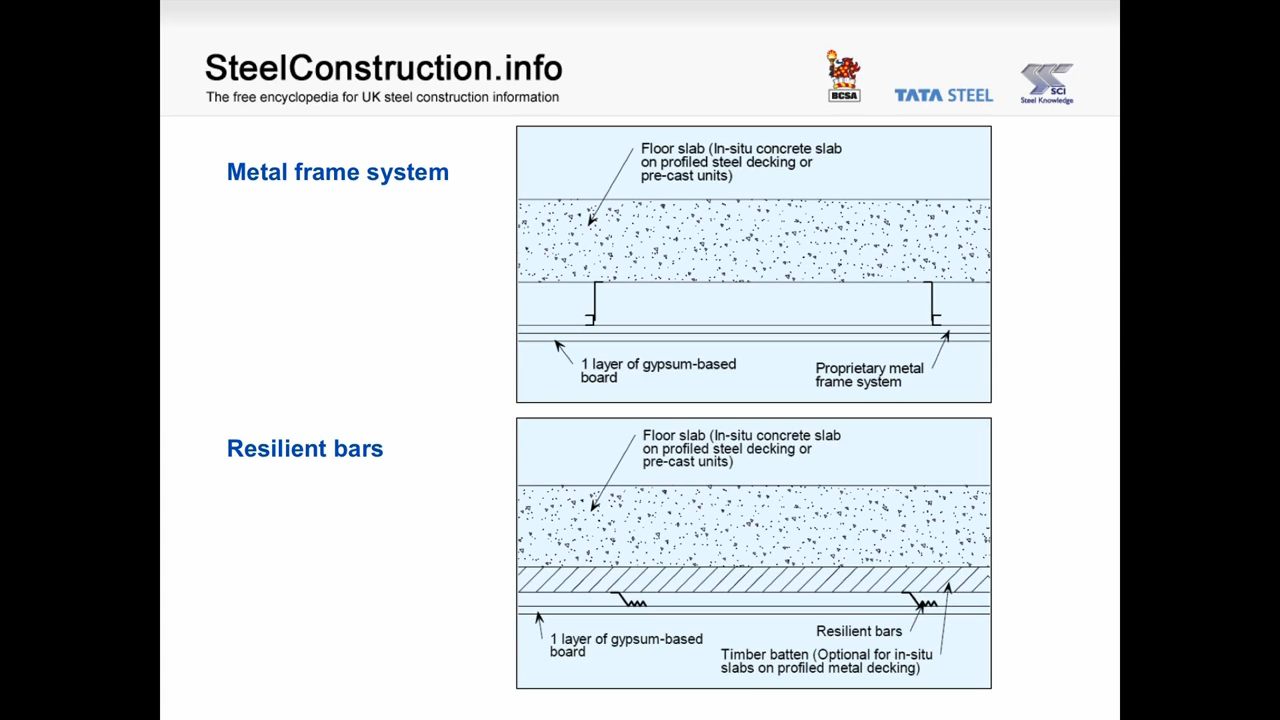 SteelConstruction.info
The free encyclopedia for UK steel construction information
BCSA
TATA STEEL
SCI
Steel Knowledge
Metal frame system
Floor slab (In-situ concrete slab
on profiled steel decking or
pre-cast units)
1 layer of gypsum-based
board
Proprietary metal
frame system
Resilient bars
Floor slab (In-situ concrete slab
on profiled steel decking or
pre-cast units)
1 layer of gypsum-based
board
Resilient bars
Timber batten (Optional for in-situ
slabs on profiled metal decking)